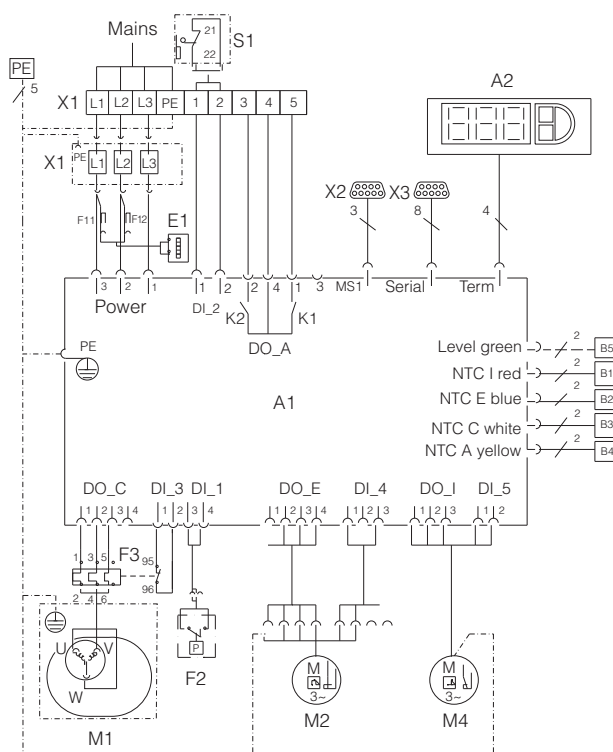 Mains
21
22
S1
PE
5
A2
X1 L1 L2 L3 PE 1 2 3 4 5
X1 PE L1 L2 L3
X2 X3
3 8 4
F11 F12 E1
3 2 1 1 2 2 4 1 3 MS1 Serial Term
Power DI_2 K2 K1
DO_A
PE
A1
Level green 2 B5
NTC I red 2 B1
NTC E blue 2 B2
NTC C white 2 B3
NTC A yellow 2 B4
DO_C DI_3 DI_1 DO_E DI_4 DO_I DI_5
1 2 3 4 1 2 3 4 1 2 3 4 1 2 3 1 2 3 1 2
1 3 5 F3 95
96
2 4 6
U V
W
M1
P
F2
M
3~
M2
M
3~
M4